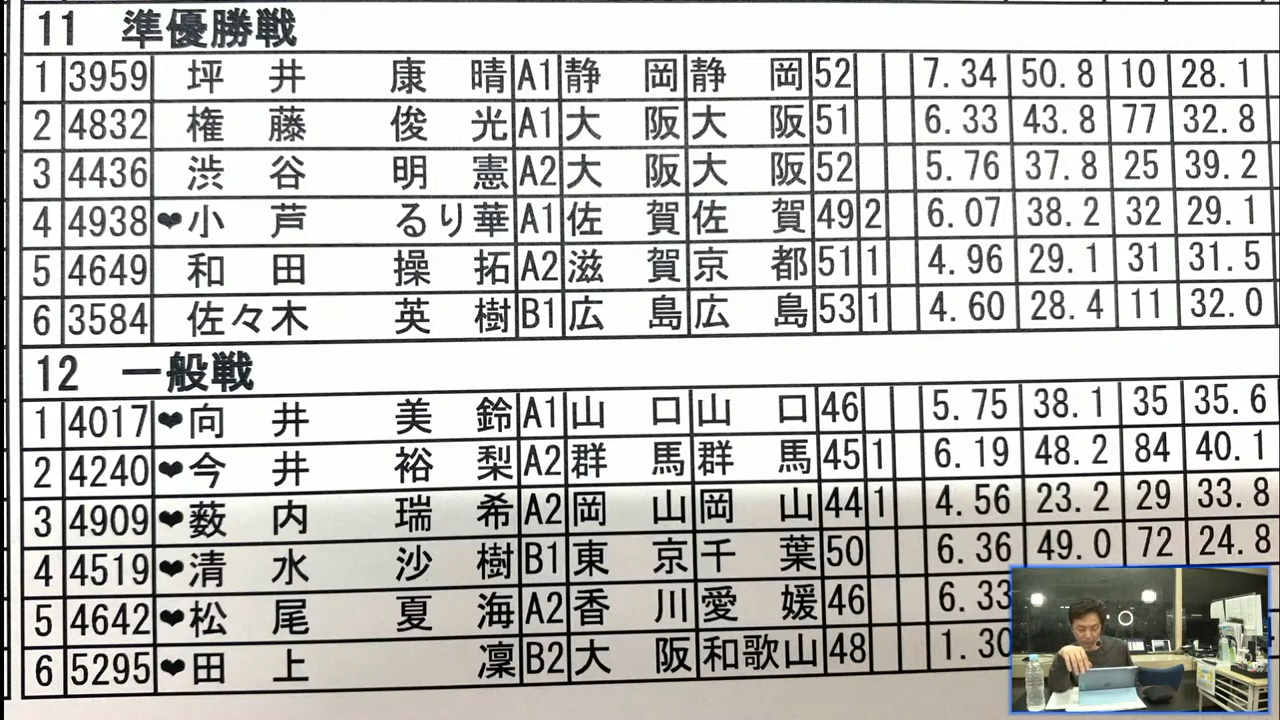 11 準優勝戦
1 3959 坪井 康晴 A1 静岡 静岡 52 7.34 50.8 10 28.1
2 4832 権藤 俊光 A1 大阪 大阪 51 6.33 43.8 77 32.8
3 4436 渋谷 明憲 A2 大阪 大阪 52 5.76 37.8 25 39.2
4 4938 ❤小芦 るり華 A1 佐賀 佐賀 49 2 6.07 38.2 32 29.1
5 4649 和田 操拓 A2 滋賀 京都 51 1 4.96 29.1 31 31.5
6 3584 佐々木 英樹 B1 広島 広島 53 1 4.60 28.4 11 32.0
12 一般戦
1 4017 ❤向井 美鈴 A1 山口 山口 46 5.75 38.1 35 35.6
2 4240 ❤今井 裕梨 A2 群馬 群馬 45 1 6.19 48.2 84 40.1
3 4909 ❤薮内 瑞希 A2 岡山 岡山 44 1 4.56 23.2 29 33.8
4 4519 ❤清水 沙樹 B1 東京 千葉 50 6.36 49.0 72 24.8
5 4642 ❤松尾 夏海 A2 香川 愛媛 46 6.33
6 5295 ❤田上 凜 B2 大阪 和歌山 48 1.30